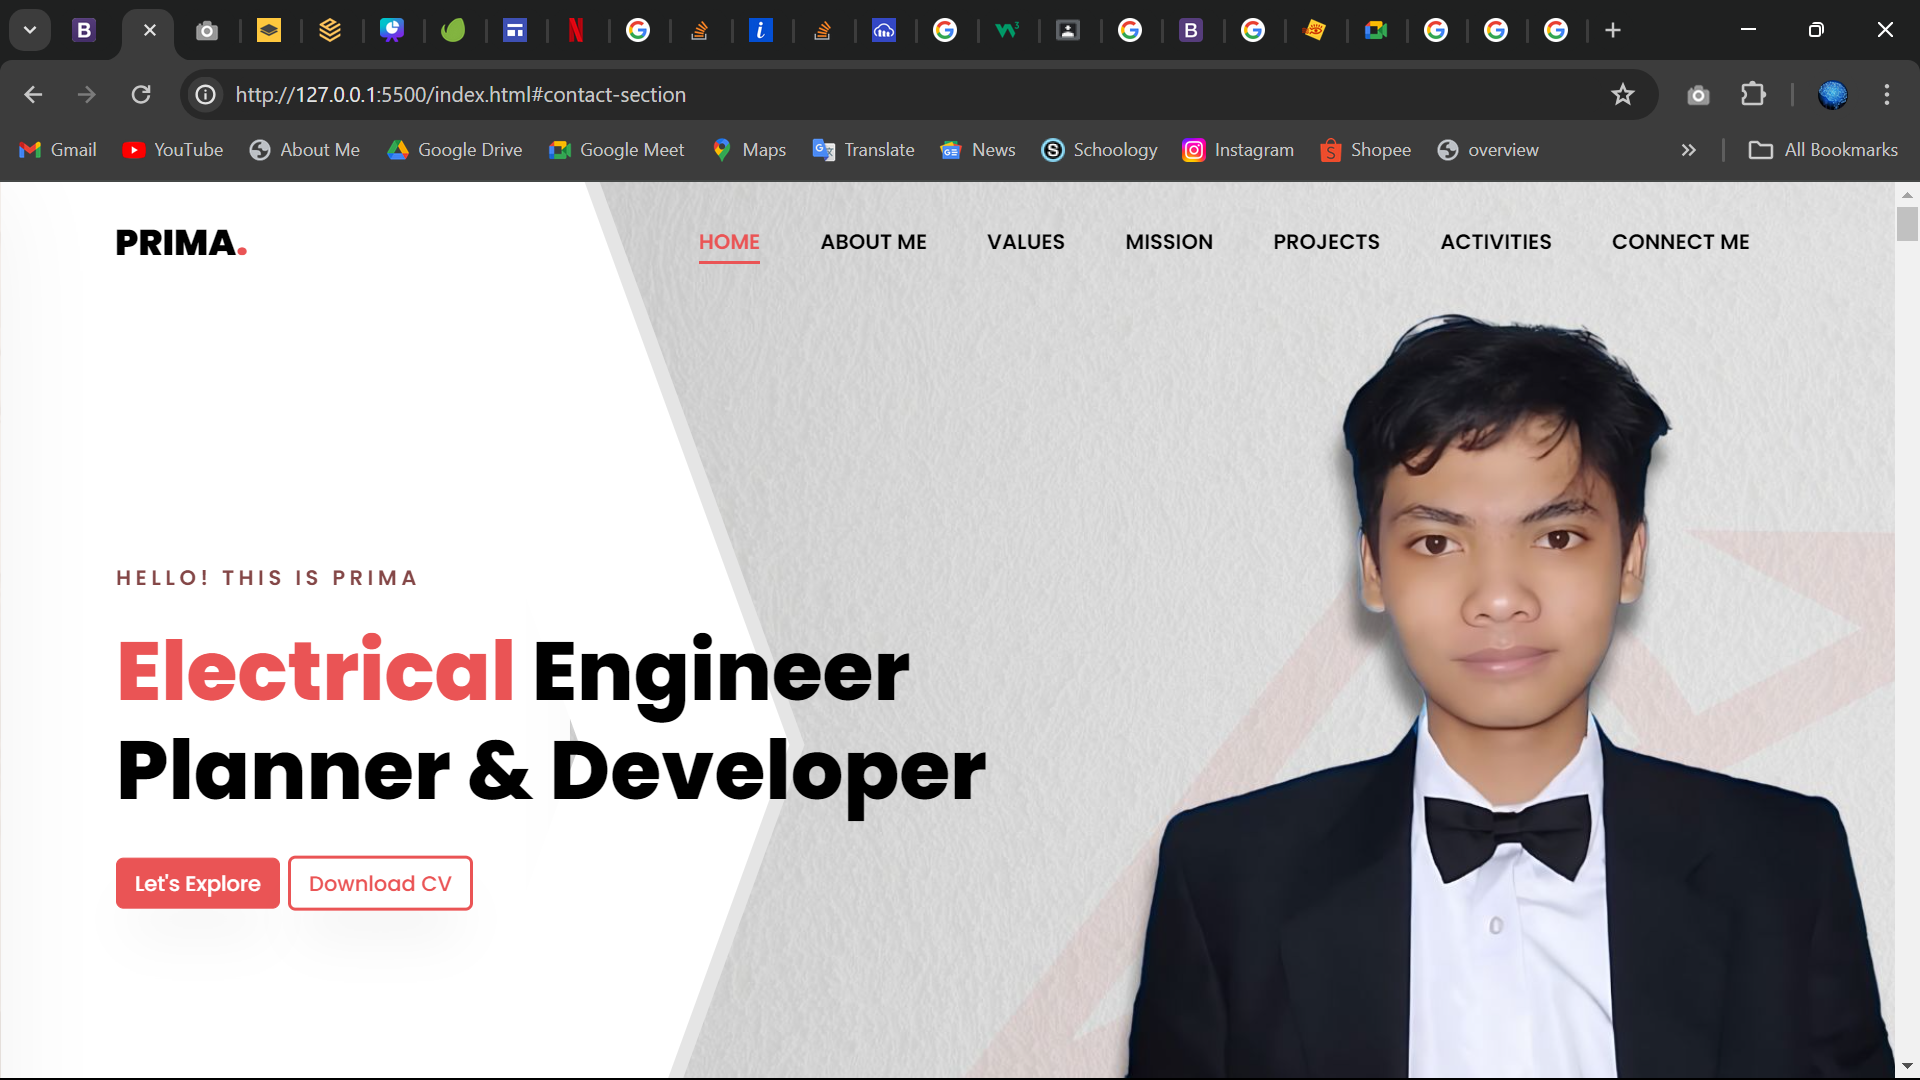 http://127.0.0.1:5500/index.html#contact-section
Gmail YouTube About Me Google Drive Google Meet Maps Translate News Schoology Instagram Shopee overview All Bookmarks
PRIMA. HOME ABOUT ME VALUES MISSION PROJECTS ACTIVITIES CONNECT ME
HELLO! THIS IS PRIMA
Electrical Engineer
Planner & Developer
Let's Explore Download CV